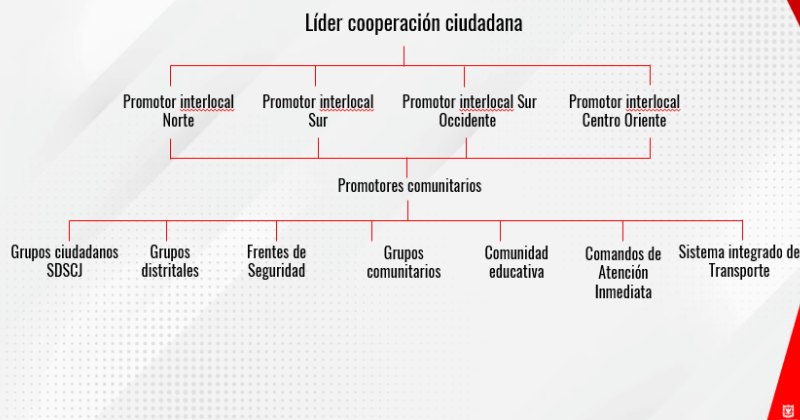 Líder cooperación ciudadana
Promotor interlocal
Norte
Promotor interlocal
Sur
Promotor interlocal Sur
Occidente
Promotor interlocal
Centro Oriente
Promotores comunitarios
Grupos ciudadanos
SDSCJ
Grupos
distritales
Frentes de
Seguridad
Grupos
comunitarios
Comunidad
educativa
Comandos de
Atención
Inmediata
Sistema integrado de
Transporte